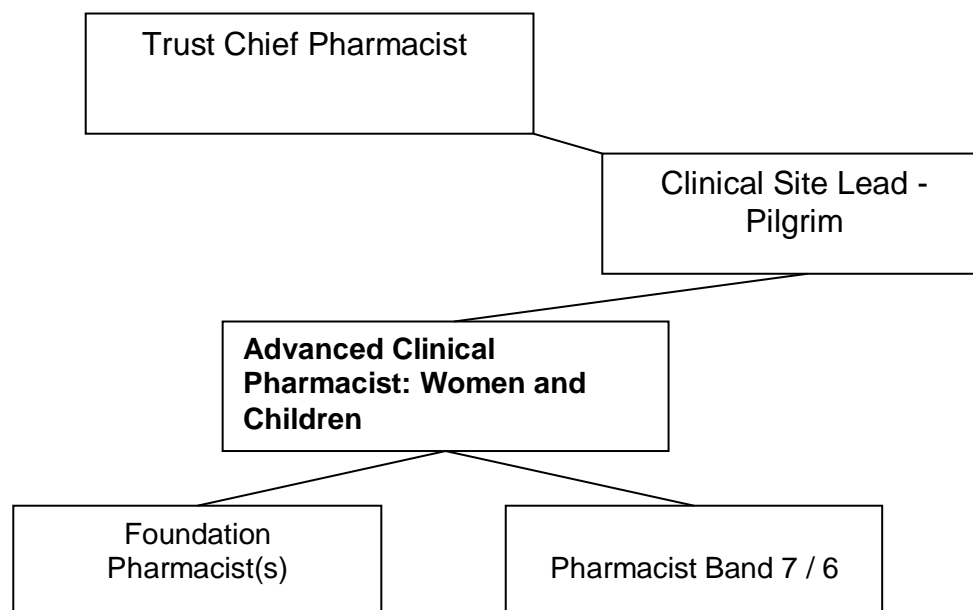 Trust Chief Pharmacist
Clinical Site Lead -
Pilgrim
Advanced Clinical
Pharmacist: Women and
Children
Foundation
Pharmacist(s)
Pharmacist Band 7 / 6